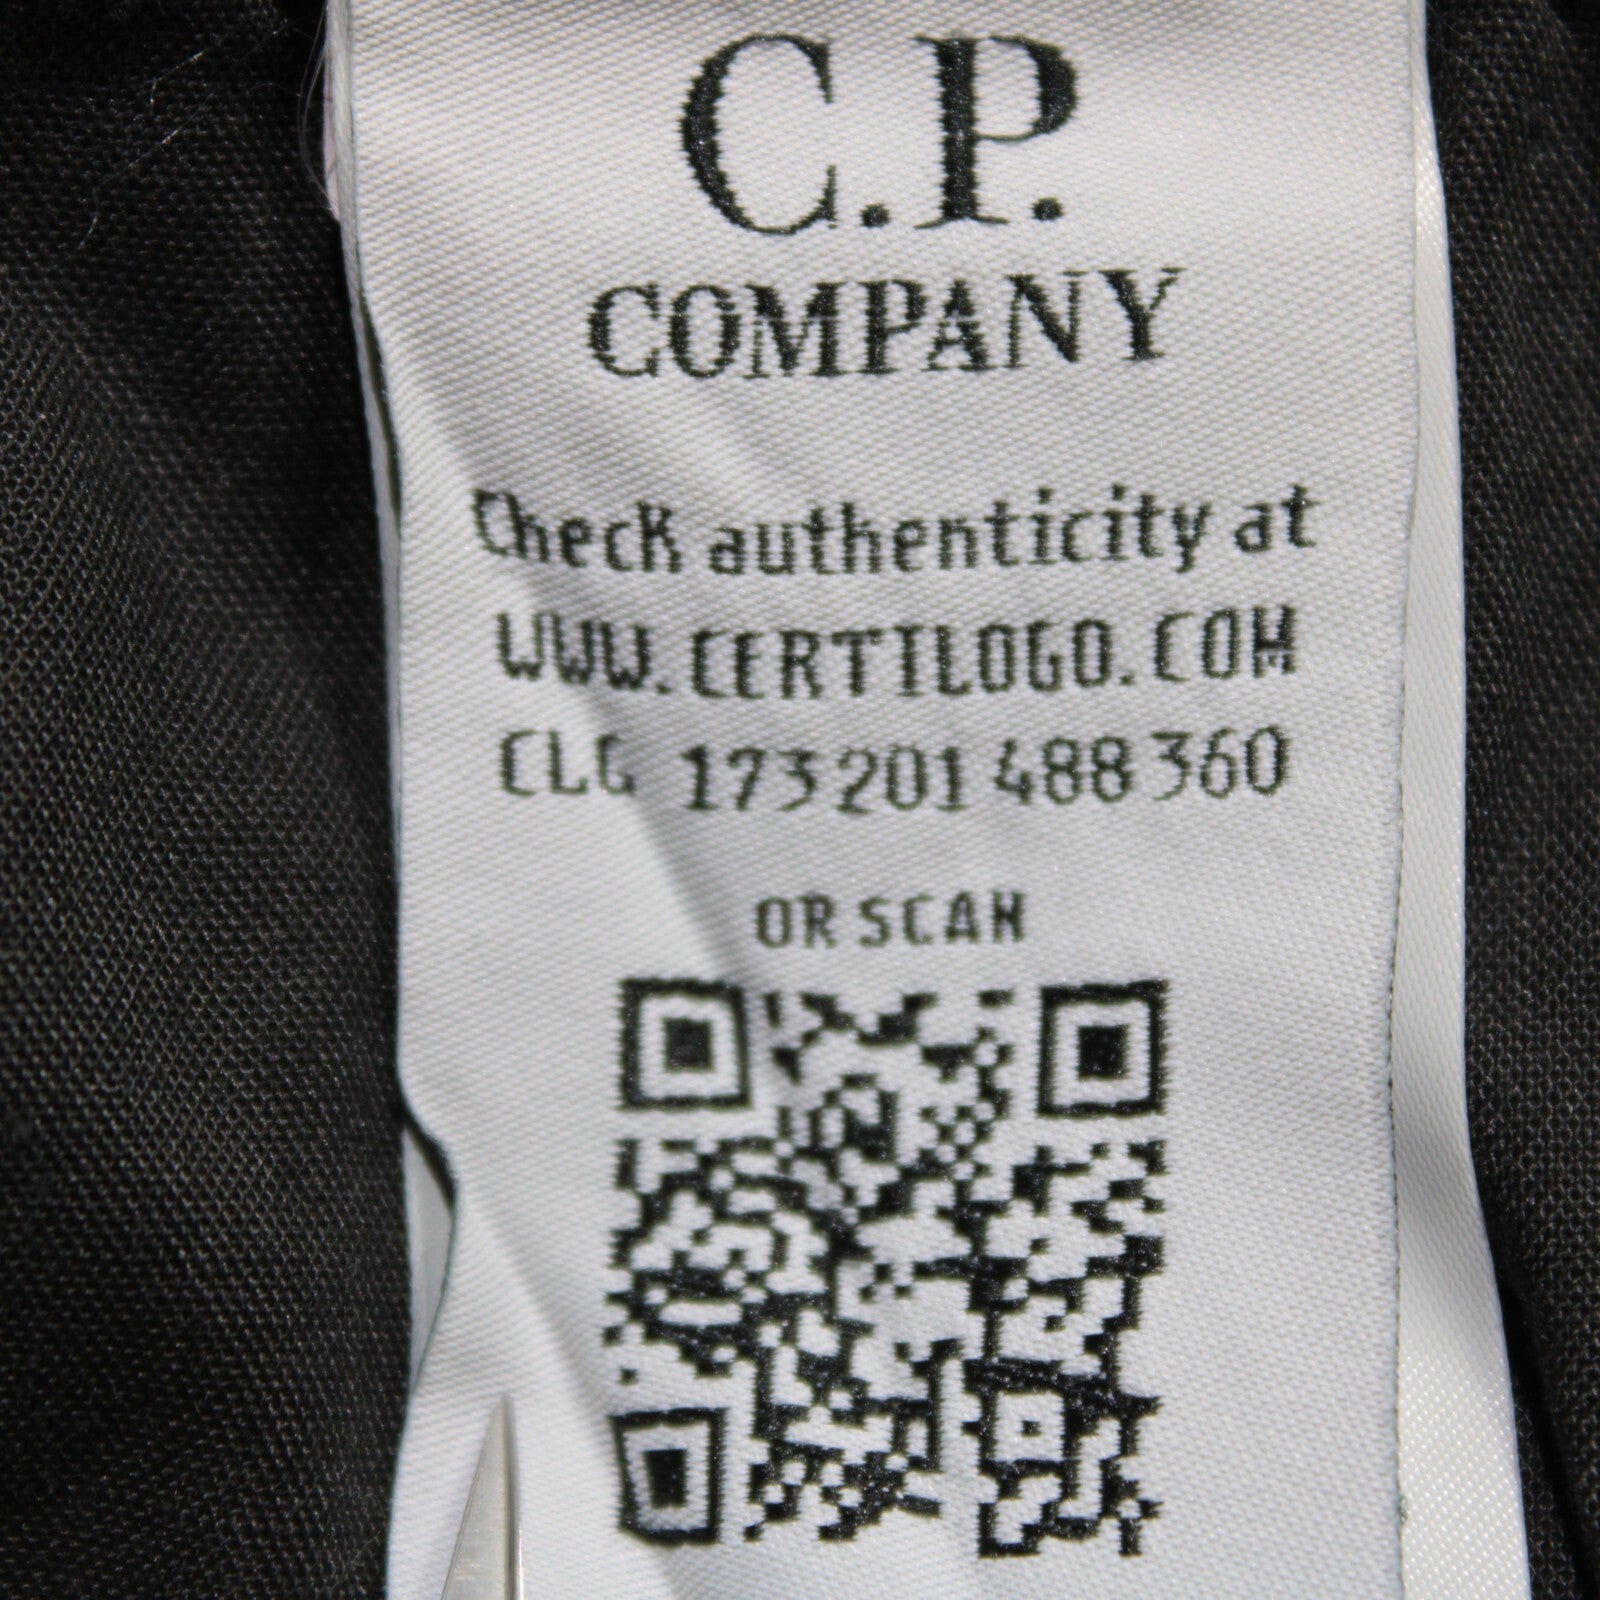 C.P.
COMPANY
Check authenticity at
WWW.CERTILOGO.COM
CLG 173 201 488 360
OR SCAN